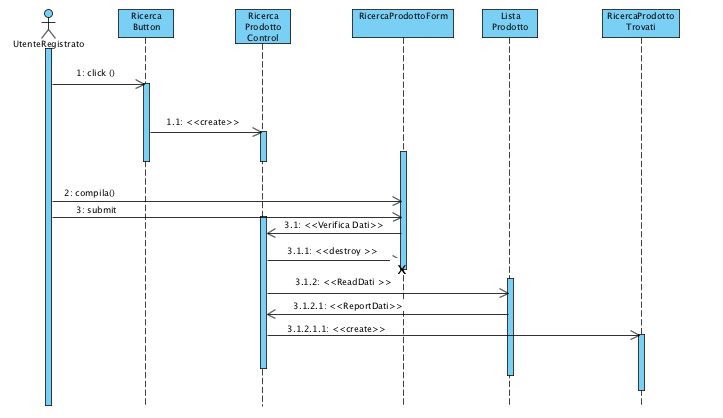 Ricerca
Button
Ricerca
Prodotto
Control
RicercaProdottoForm
Lista
Prodotto
RicercaProdotto
Trovati
UtenteRegistrato
1: click ()
1.1: <<create>>
2: compila()
3: submit
3.1: <<Verifica Dati>>
3.1.1: <<destroy >>
3.1.2: <<ReadDati >>
3.1.2.1: <<ReportDati>>
3.1.2.1.1: <<create>>